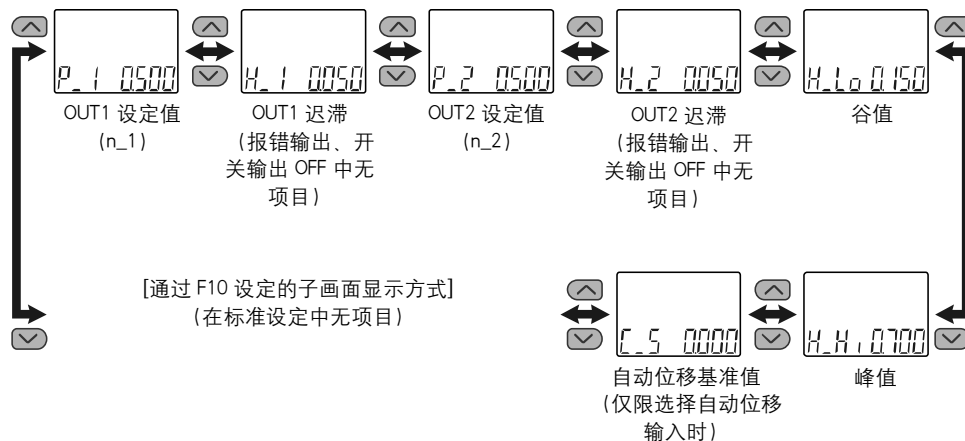 P_1 0.500
OUT1 设定值
(n_1)
H_1 0.050
OUT1 迟滞
(报错输出、开
关输出 OFF 中无
项目)
P_2 0.500
OUT2 设定值
(n_2)
H_2 0.050
OUT2 迟滞
(报错输出、开
关输出 OFF 中无
项目)
H_Lo 0.150
谷值
[通过 F10 设定的子画面显示方式]
(在标准设定中无项目)
C_S 0.000
自动位移基准值
(仅限选择自动位移
输入时)
H_Hi 0.700
峰值